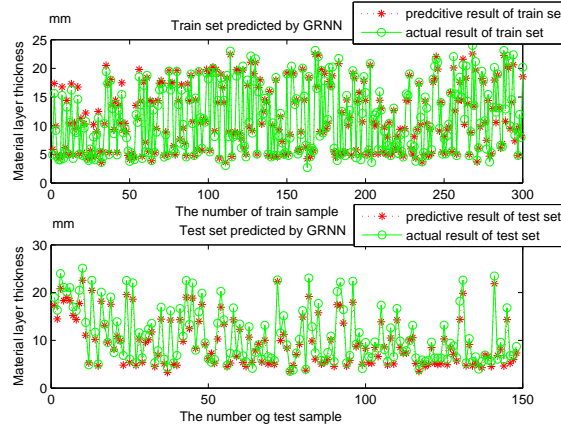 mm
Train set predicted by GRNN
predcitive result of train set
actual result of train set
Material layer thickness
25
20
15
10
5
0
0 50 100 150 200 250 300
The number of train sample
mm
Test set predicted by GRNN
predictive result of test set
actual result of test set
Material layer thickness
30
20
10
0
0 50 100 150
The number og test sample